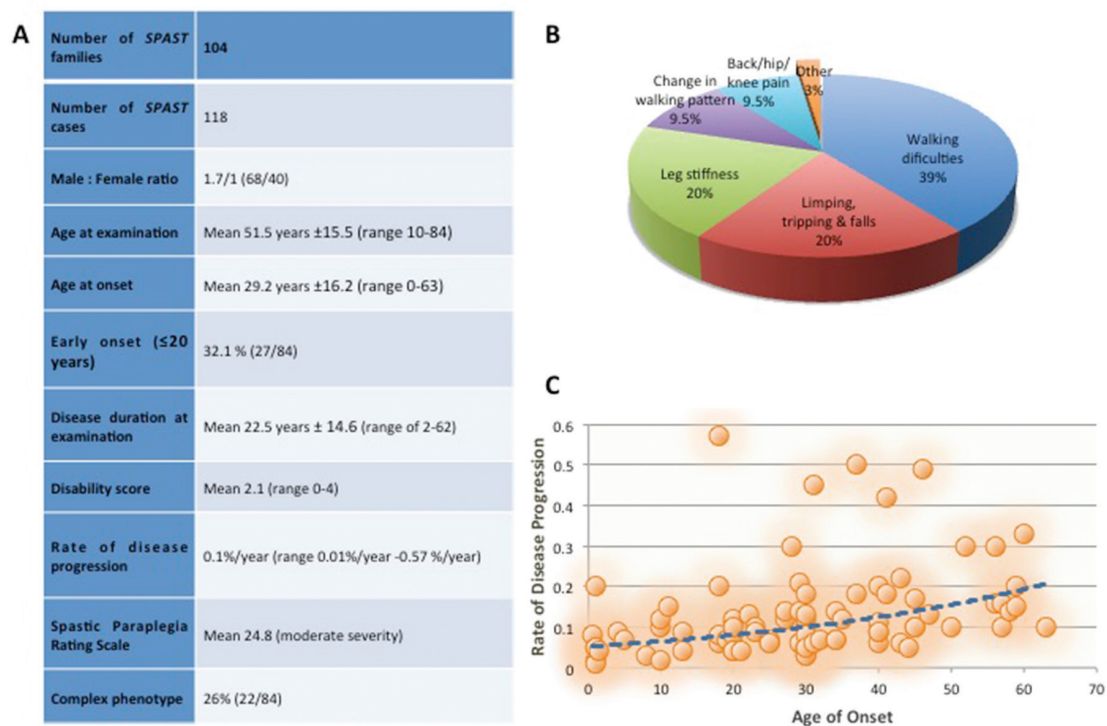 A
Number of SPAST
families
104
Number of SPAST
cases
118
Male : Female ratio
1.7/1 (68/40)
Age at examination
Mean 51.5 years ±15.5 (range 10-84)
Age at onset
Mean 29.2 years ±16.2 (range 0-63)
Early onset (≤20
years)
32.1 % (27/84)
Disease duration at
examination
Mean 22.5 years ± 14.6 (range of 2-62)
Disability score
Mean 2.1 (range 0-4)
Rate of disease
progression
0.1%/year (range 0.01%/year -0.57 %/year)
Spastic Paraplegia
Rating Scale
Mean 24.8 (moderate severity)
Complex phenotype
26% (22/84)
B
Back/hip/
knee pain
9.5%
Other
3%
Change in
walking pattern
9.5%
Walking
dificulties
39%
Leg stiffness
20%
Limping,
tripping & falls
20%
C
Rate of Disease Progression
0.6
0.5
0.4
0.3
0.2
0.1
0
0 10 20 30 40 50 60 70
Age of Onset